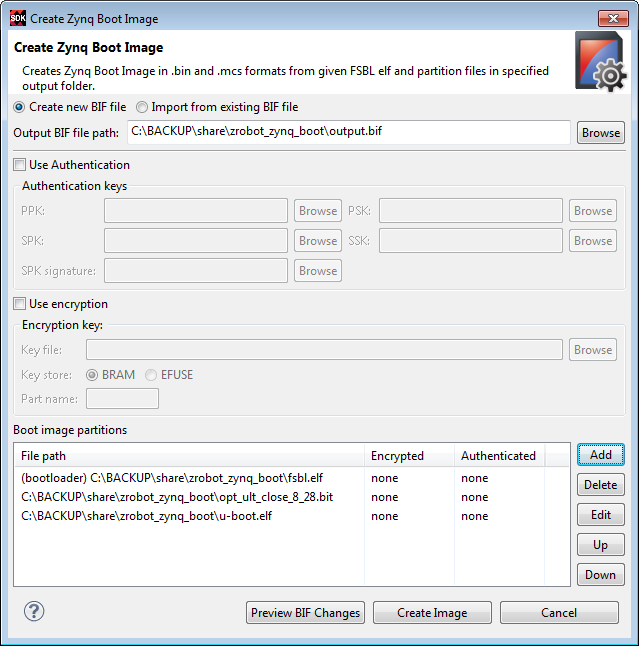 SDK Create Zynq Boot Image
Create Zynq Boot Image
Creates Zynq Boot Image in .bin and .mcs formats from given FSBL elf and partition files in specified
output folder.
Create new BIF file Import from existing BIF file
Output BIF file path: C:\BACKUP\share\zrobot_zynq_boot\output.bif Browse
Use Authentication
Authentication keys
PPK: Browse PSK: Browse
SPK: Browse SSK: Browse
SPK signature: Browse
Use encryption
Encryption key:
Key file: Browse
Key store: BRAM EFUSE
Part name:
Boot image partitions
File path Encrypted Authenticated Add
(bootloader) C:\BACKUP\share\zrobot_zynq_boot\fsbl.elf none none
C:\BACKUP\share\zrobot_zynq_boot\opt_ult_close_8_28.bit none none
C:\BACKUP\share\zrobot_zynq_boot\u-boot.elf none none
Delete
Edit
Up
Down
? Preview BIF Changes Create Image Cancel